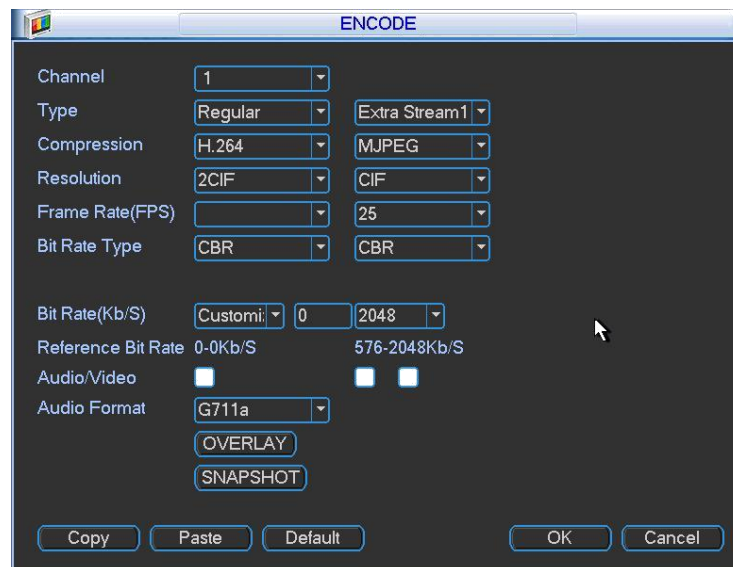 ENCODE
Channel 1
Type Regular Extra Stream1
Compression H.264 MJPEG
Resolution 2CIF CIF
Frame Rate(FPS) 25
Bit Rate Type CBR CBR
Bit Rate(Kb/S) Customi: 0 2048
Reference Bit Rate 0-0Kb/S 576-2048Kb/S
Audio/Video
Audio Format G711a
OVERLAY
SNAPSHOT
Copy Paste Default OK Cancel